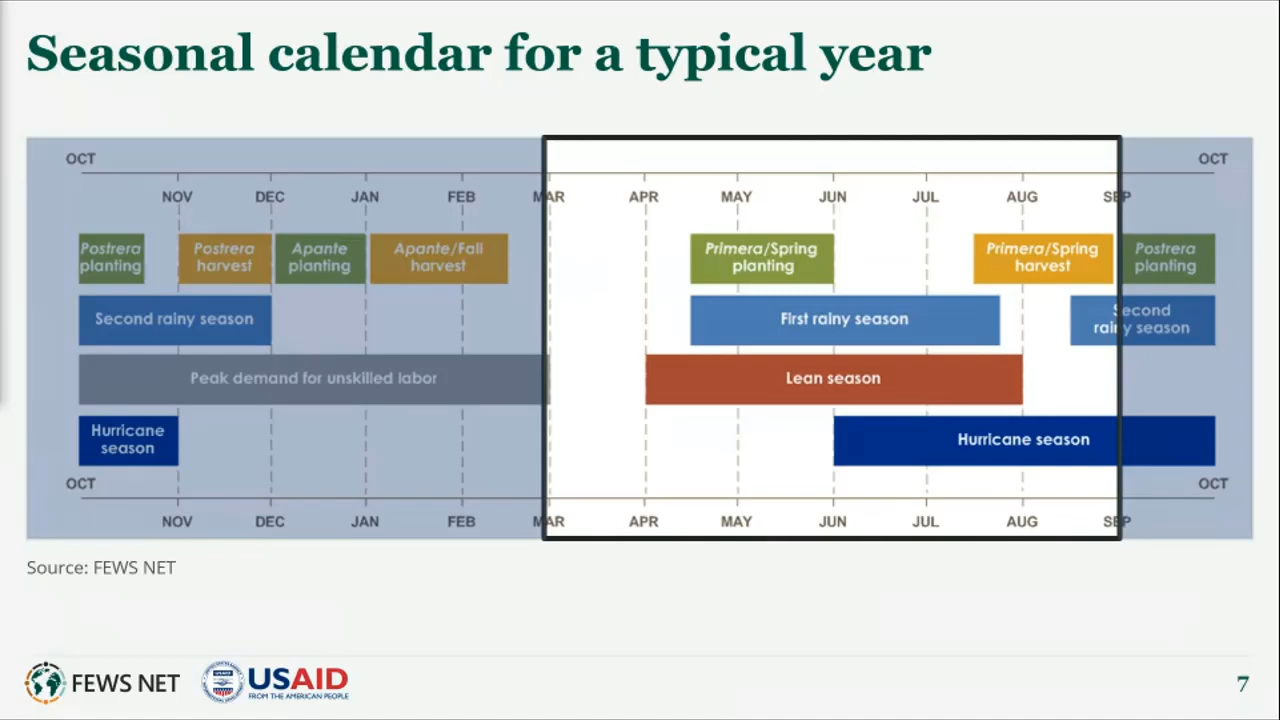 Seasonal calendar for a typical year
OCT
OCT
NOV DEC JAN FEB MAR APR MAY JUN JUL AUG SEP
Postrera
planting
Postrera
harvest
Apante
planting
Apante/Fall
harvest
Primera/Spring
planting
Primera/Spring
harvest
Postrera
planting
Second rainy season
First rainy season
Second
rainy season
Peak demand for unskilled labor
Lean season
Hurricane
season
Hurricane season
OCT
OCT
NOV DEC JAN FEB MAR APR MAY JUN JUL AUG SEP
Source: FEWS NET
FEWS NET
USAID
FROM THE AMERICAN PEOPLE
7